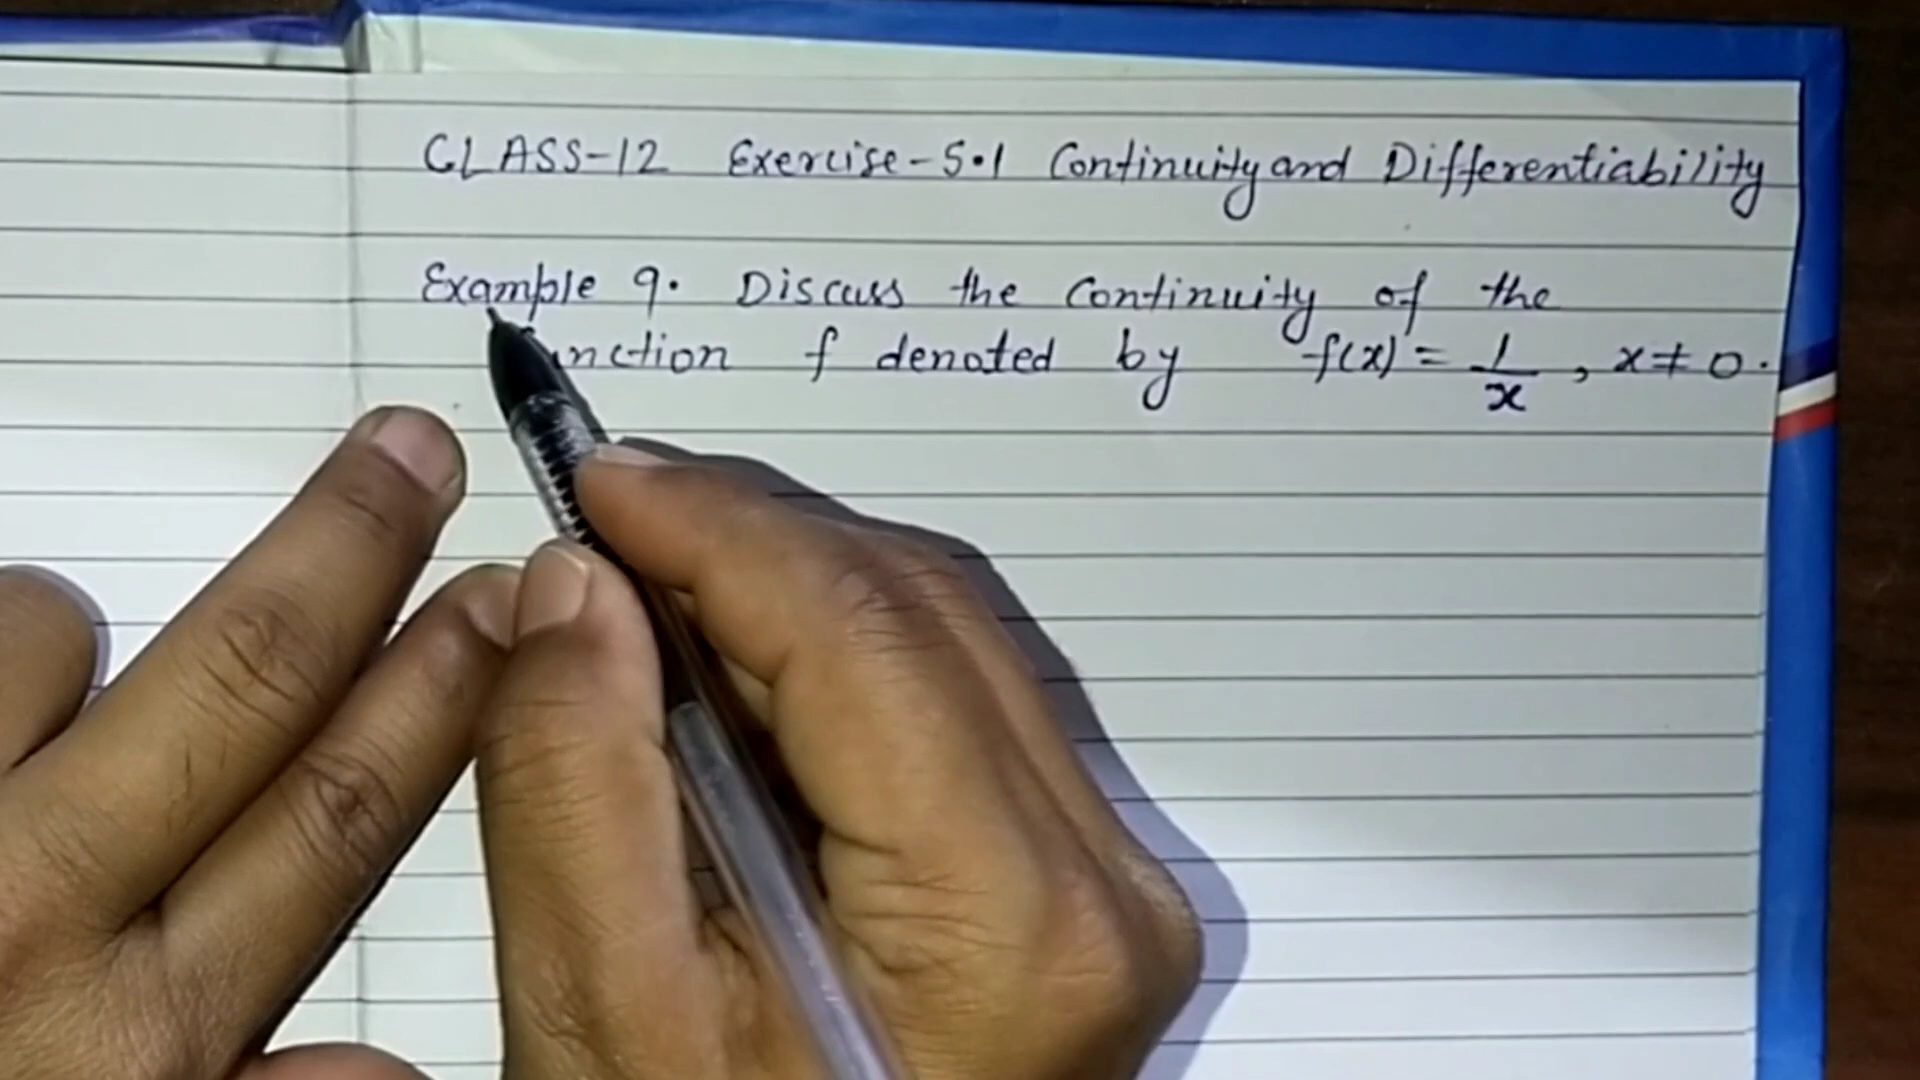 CLASS-12 Exercise-5.1 Continuity and Differentiability
Example 9. Discuss the Continuity of the
f denoted by f(x) = 1/x , x ≠ 0.